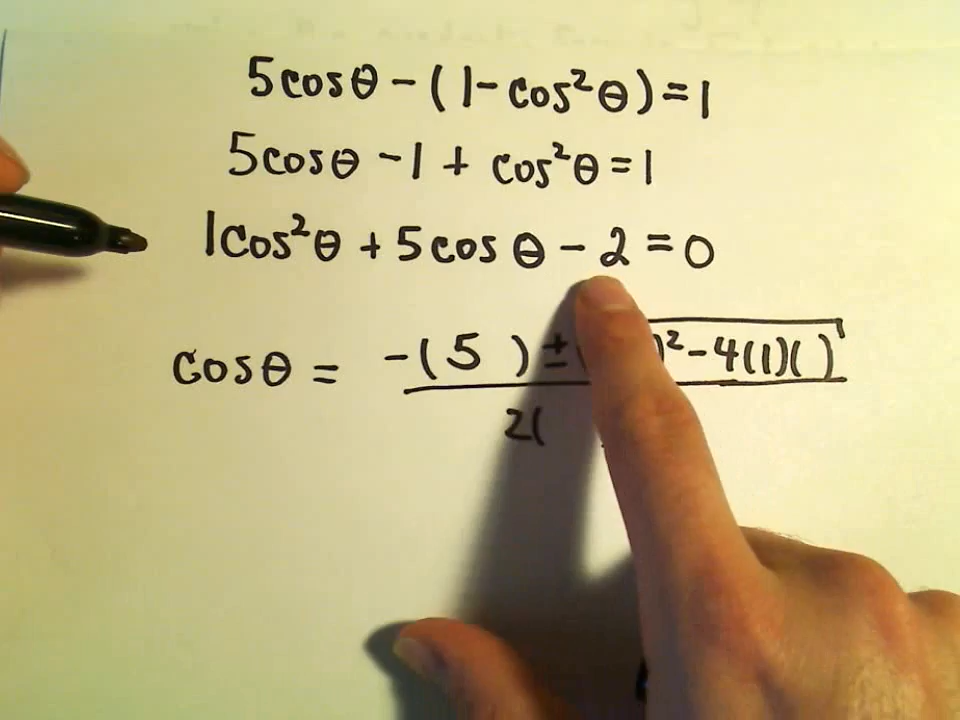 5cosθ - (1 - cos²θ) = 1
5cosθ - 1 + cos²θ = 1
1cos²θ + 5cosθ - 2 = 0
cosθ = -(5 ) ± ( )² - 4(1)( )
2(